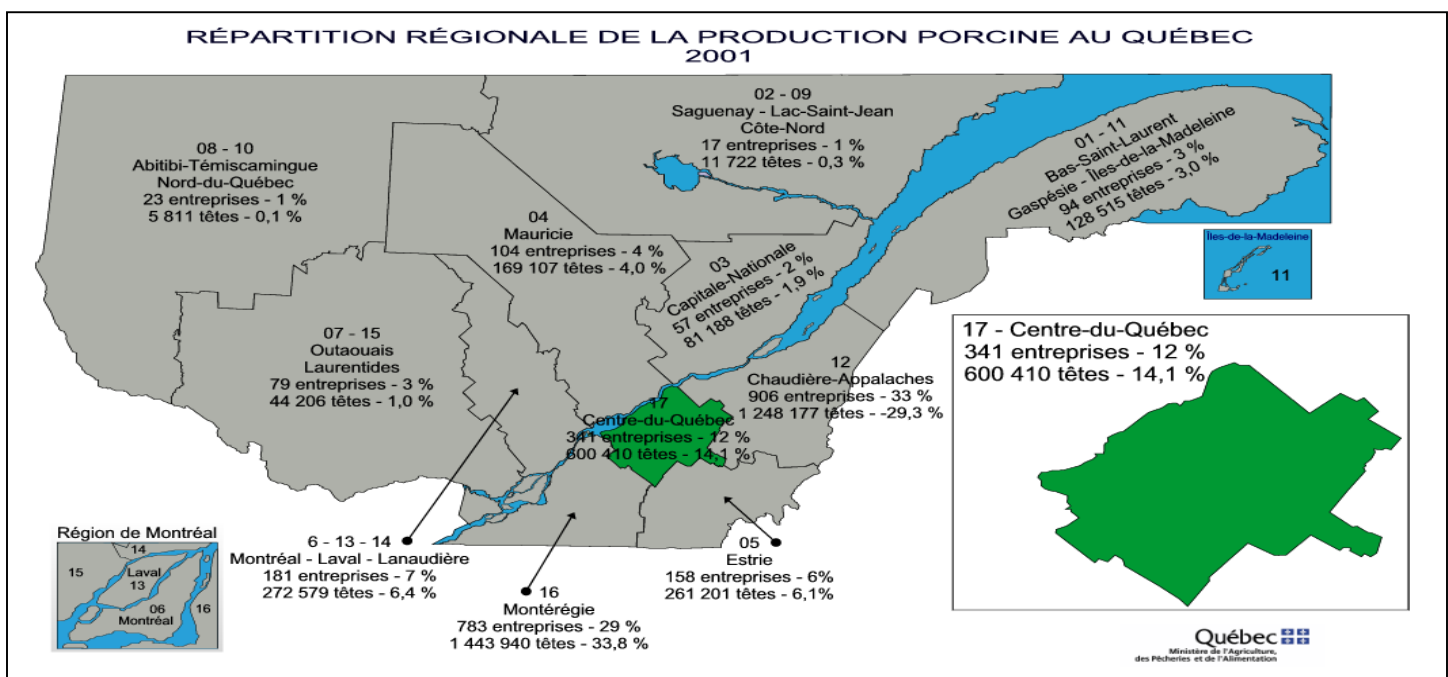 RÉPARTITION RÉGIONALE DE LA PRODUCTION PORCINE AU QUÉBEC
2001
02 - 09
Saguenay - Lac-Saint-Jean
Côte-Nord
17 entreprises - 1 %
11 722 têtes - 0,3 %
01 - 11
Bas-Saint-Laurent
Gaspésie - Îles-de-la-Madeleine
94 entreprises - 3 %
128 515 têtes - 3,0 %
08 - 10
Abitibi-Témiscamingue
Nord-du-Québec
23 entreprises - 1 %
5 811 têtes - 0,1 %
04
Mauricie
104 entreprises - 4 %
169 107 têtes - 4,0 %
03
Capitale-Nationale
57 entreprises - 2 %
81 188 têtes - 1,9 %
Îles-de-la-Madeleine
11
07 - 15
Outaouais
Laurentides
79 entreprises - 3 %
44 206 têtes - 1,0 %
12
Chaudière-Appalaches
906 entreprises - 33 %
1 248 177 têtes - -29,3 %
17
Centre-du-Québec
341 entreprises - 12 %
600 410 têtes - 14,1 %
17 - Centre-du-Québec
341 entreprises - 12 %
600 410 têtes - 14,1 %
Région de Montréal
14
15
Laval
13
06
Montréal
16
6 - 13 - 14
Montréal - Laval - Lanaudière
181 entreprises - 7 %
272 579 têtes - 6,4 %
16
Montérégie
783 entreprises - 29 %
1 443 940 têtes - 33,8 %
05
Estrie
158 entreprises - 6%
261 201 têtes - 6,1%
Québec
Ministère de l'Agriculture,
des Pêcheries et de l'Alimentation